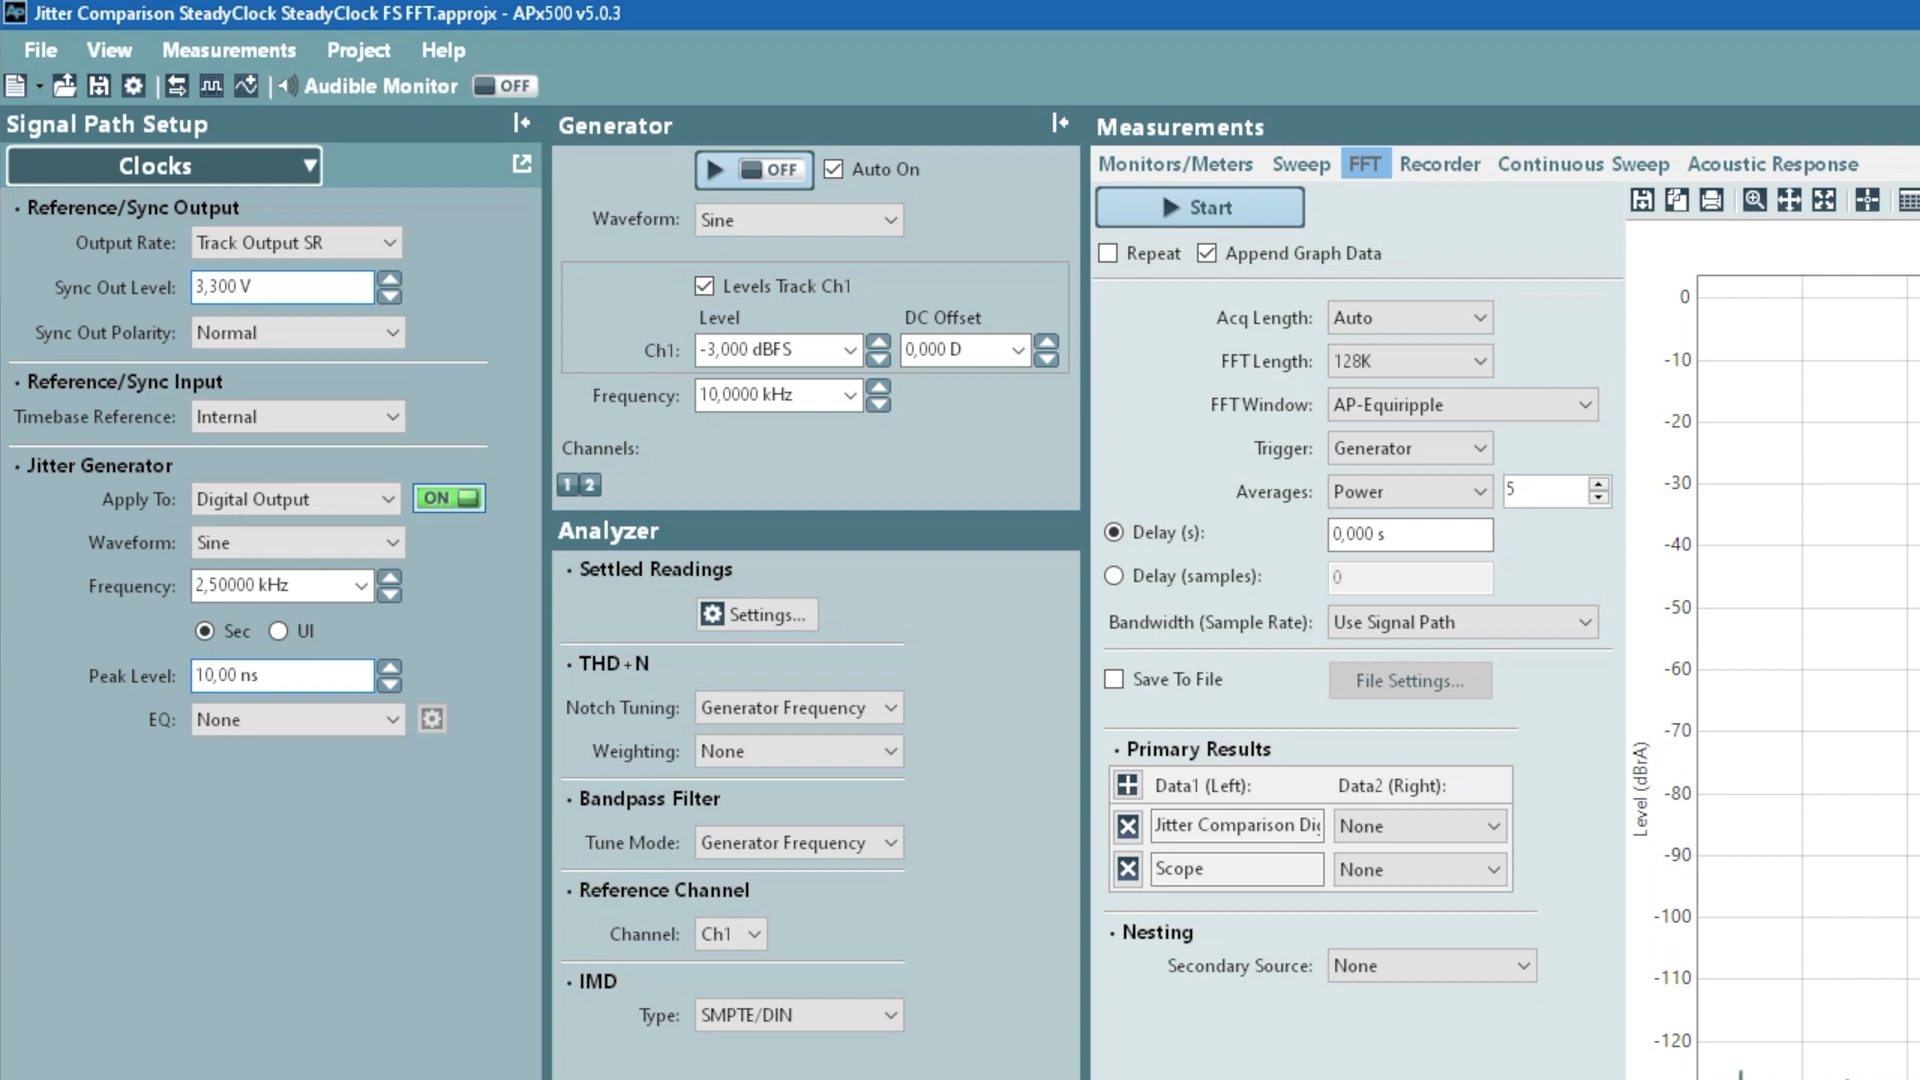 Jitter Comparison SteadyClock SteadyClock FS FFT.approjx - APx500 v5.0.3
File View Measurements Project Help
Audible Monitor OFF
Signal Path Setup
Clocks
Reference/Sync Output
Output Rate: Track Output SR
Sync Out Level: 3,300 V
Sync Out Polarity: Normal
Reference/Sync Input
Timebase Reference: Internal
Jitter Generator
Apply To: Digital Output ON
Waveform: Sine
Frequency: 2,50000 kHz
Sec UI
Peak Level: 10,00 ns
EQ: None
Generator
OFF Auto On
Waveform: Sine
Levels Track Ch1
Level DC Offset
Ch1: -3,000 dBFS 0,000 D
Frequency: 10,0000 kHz
Channels:
1 2
Analyzer
Settled Readings
Settings...
THD+N
Notch Tuning: Generator Frequency
Weighting: None
Bandpass Filter
Tune Mode: Generator Frequency
Reference Channel
Channel: Ch1
IMD
Type: SMPTE/DIN
Measurements
Monitors/Meters Sweep FFT Recorder Continuous Sweep Acoustic Response
Start
Repeat Append Graph Data
Acq Length: Auto
FFT Length: 128K
FFT Window: AP-Equiripple
Trigger: Generator
Averages: Power 5
Delay (s): 0,000 s
Delay (samples): 0
Bandwidth (Sample Rate): Use Signal Path
Save To File File Settings...
Primary Results
Data1 (Left): Data2 (Right):
Jitter Comparison Dig None
Scope None
Nesting
Secondary Source: None
Level (dBrA)
0
-10
-20
-30
-40
-50
-60
-70
-80
-90
-100
-110
-120